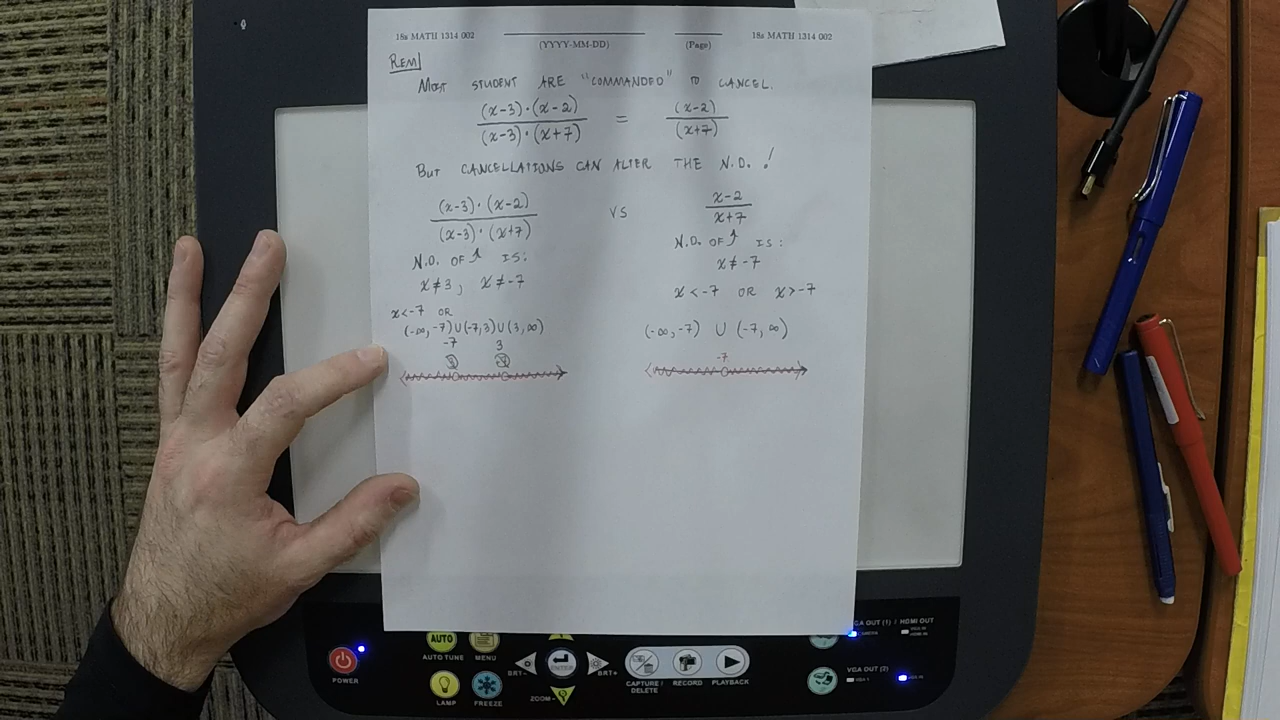 18s MATH 1314 002 (YYYY-MM-DD) (Page) 18s MATH 1314 002
REM
MOST STUDENT ARE "COMMANDED" TO CANCEL.
(x-3)·(x-2) / (x-3)·(x+7) = (x-2) / (x+7)
BUT CANCELLATIONS CAN ALTER THE N.D.!
(x-3)·(x-2) / (x-3)·(x+7) VS x-2 / x+7
N.D. OF IS: N.D. OF IS:
x≠3, x≠-7 x≠-7
x<-7 OR x<-7 OR x>-7
(-∞,-7)∪(-7,3)∪(3,∞) (-∞,-7) ∪ (-7,∞)
-7 3 -7
AUTO
AUTO TUNE MENU
POWER
BRT- ENTER BRT+
ZOOM-
LAMP FREEZE
CAPTURE / DELETE RECORD PLAYBACK
VGA OUT (1) / HDMI OUT
VGA OUT (2)